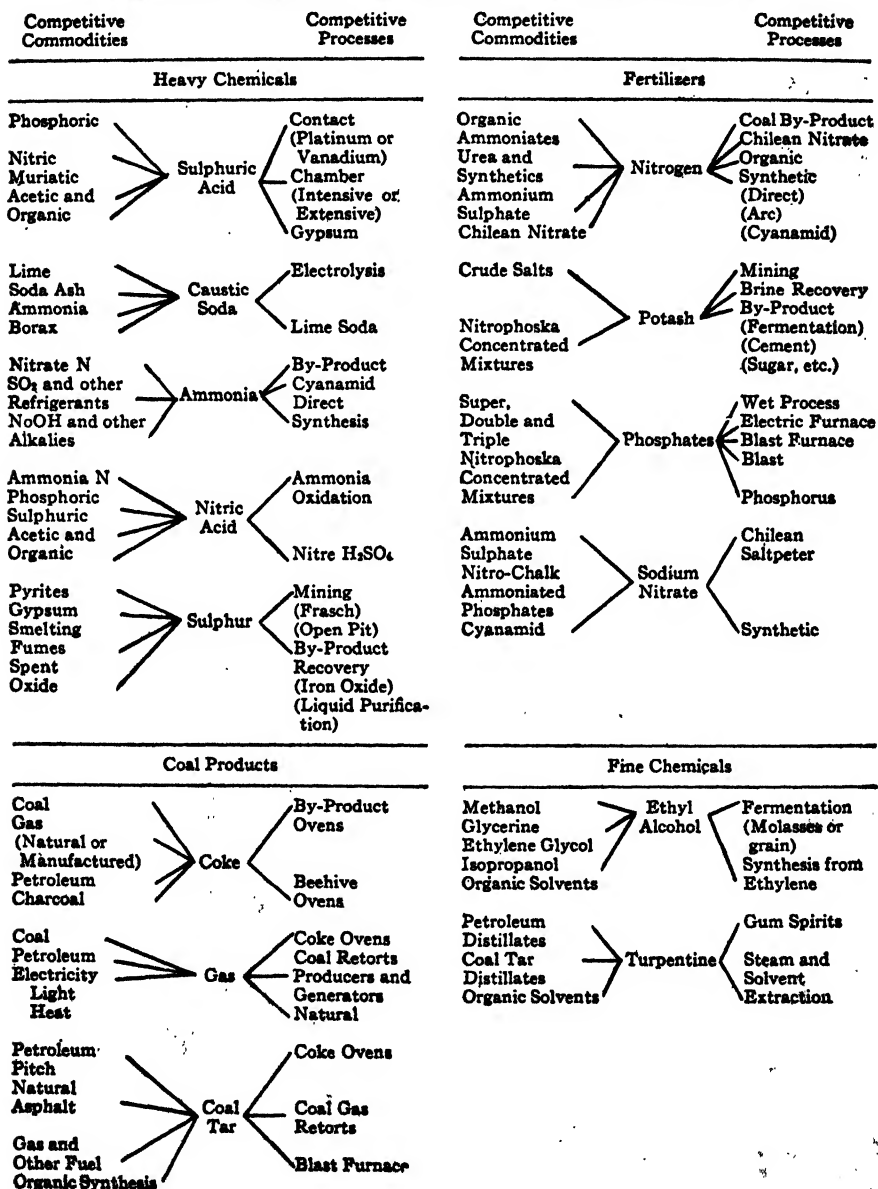 Competitive Commodities
Competitive Processes
Heavy Chemicals
Phosphoric
Nitric
Muriatic
Acetic and
Organic
Sulphuric
Acid
Contact
(Platinum or
Vanadium)
Chamber
(Intensive or
Extensive)
Gypsum
Lime
Soda Ash
Ammonia
Borax
Caustic
Soda
Electrolysis
Lime Soda
Nitrate N
SO₂ and other
Refrigerants
NoOH and other
Alkalies
Ammonia
By-Product
Cyanamid
Direct
Synthesis
Ammonia N
Phosphoric
Sulphuric
Acetic and
Organic
Nitric
Acid
Ammonia
Oxidation
Nitre H₂SO₄
Pyrites
Gypsum
Smelting
Fumes
Spent
Oxide
Sulphur
Mining
(Frasch)
(Open Pit)
By-Product
Recovery
(Iron Oxide)
(Liquid Purifica-
tion)
Coal Products
Coal
Gas
(Natural or
Manufactured)
Petroleum
Charcoal
Coke
By-Product
Ovens
Beehive
Ovens
Coal
Petroleum
Electricity
Light
Heat
Gas
Coke Ovens
Coal Retorts
Producers and
Generators
Natural
Petroleum
Pitch
Natural
Asphalt
Gas and
Other Fuel
Organic Synthesis
Coal
Tar
Coke Ovens
Coal Gas
Retorts
Blast Furnace
Competitive
Commodities
Competitive
Processes
Fertilizers
Organic
Ammoniates
Urea and
Synthetics
Ammonium
Sulphate
Chilean Nitrate
Nitrogen
Coal By-Product
Chilean Nitrate
Organic
Synthetic
(Direct)
(Arc)
(Cyanamid)
Crude Salts
Nitrophoska
Concentrated
Mixtures
Potash
Mining
Brine Recovery
By-Product
(Fermentation)
(Cement)
(Sugar, etc.)
Super,
Double and
Triple
Nitrophoska
Concentrated
Mixtures
Phosphates
Wet Process
Electric Furnace
Blast Furnace
Blast
Phosphorus
Ammonium
Sulphate
Nitro-Chalk
Ammoniated
Phosphates
Cyanamid
Sodium
Nitrate
Chilean
Saltpeter
Synthetic
Fine Chemicals
Methanol
Glycerine
Ethylene Glycol
Isopropanol
Organic Solvents
Ethyl
Alcohol
Fermentation
(Molasses or
grain)
Synthesis from
Ethylene
Petroleum
Distillates
Coal Tar
Distillates
Organic Solvents
Turpentine
Gum Spirits
Steam and
Solvent
Extraction